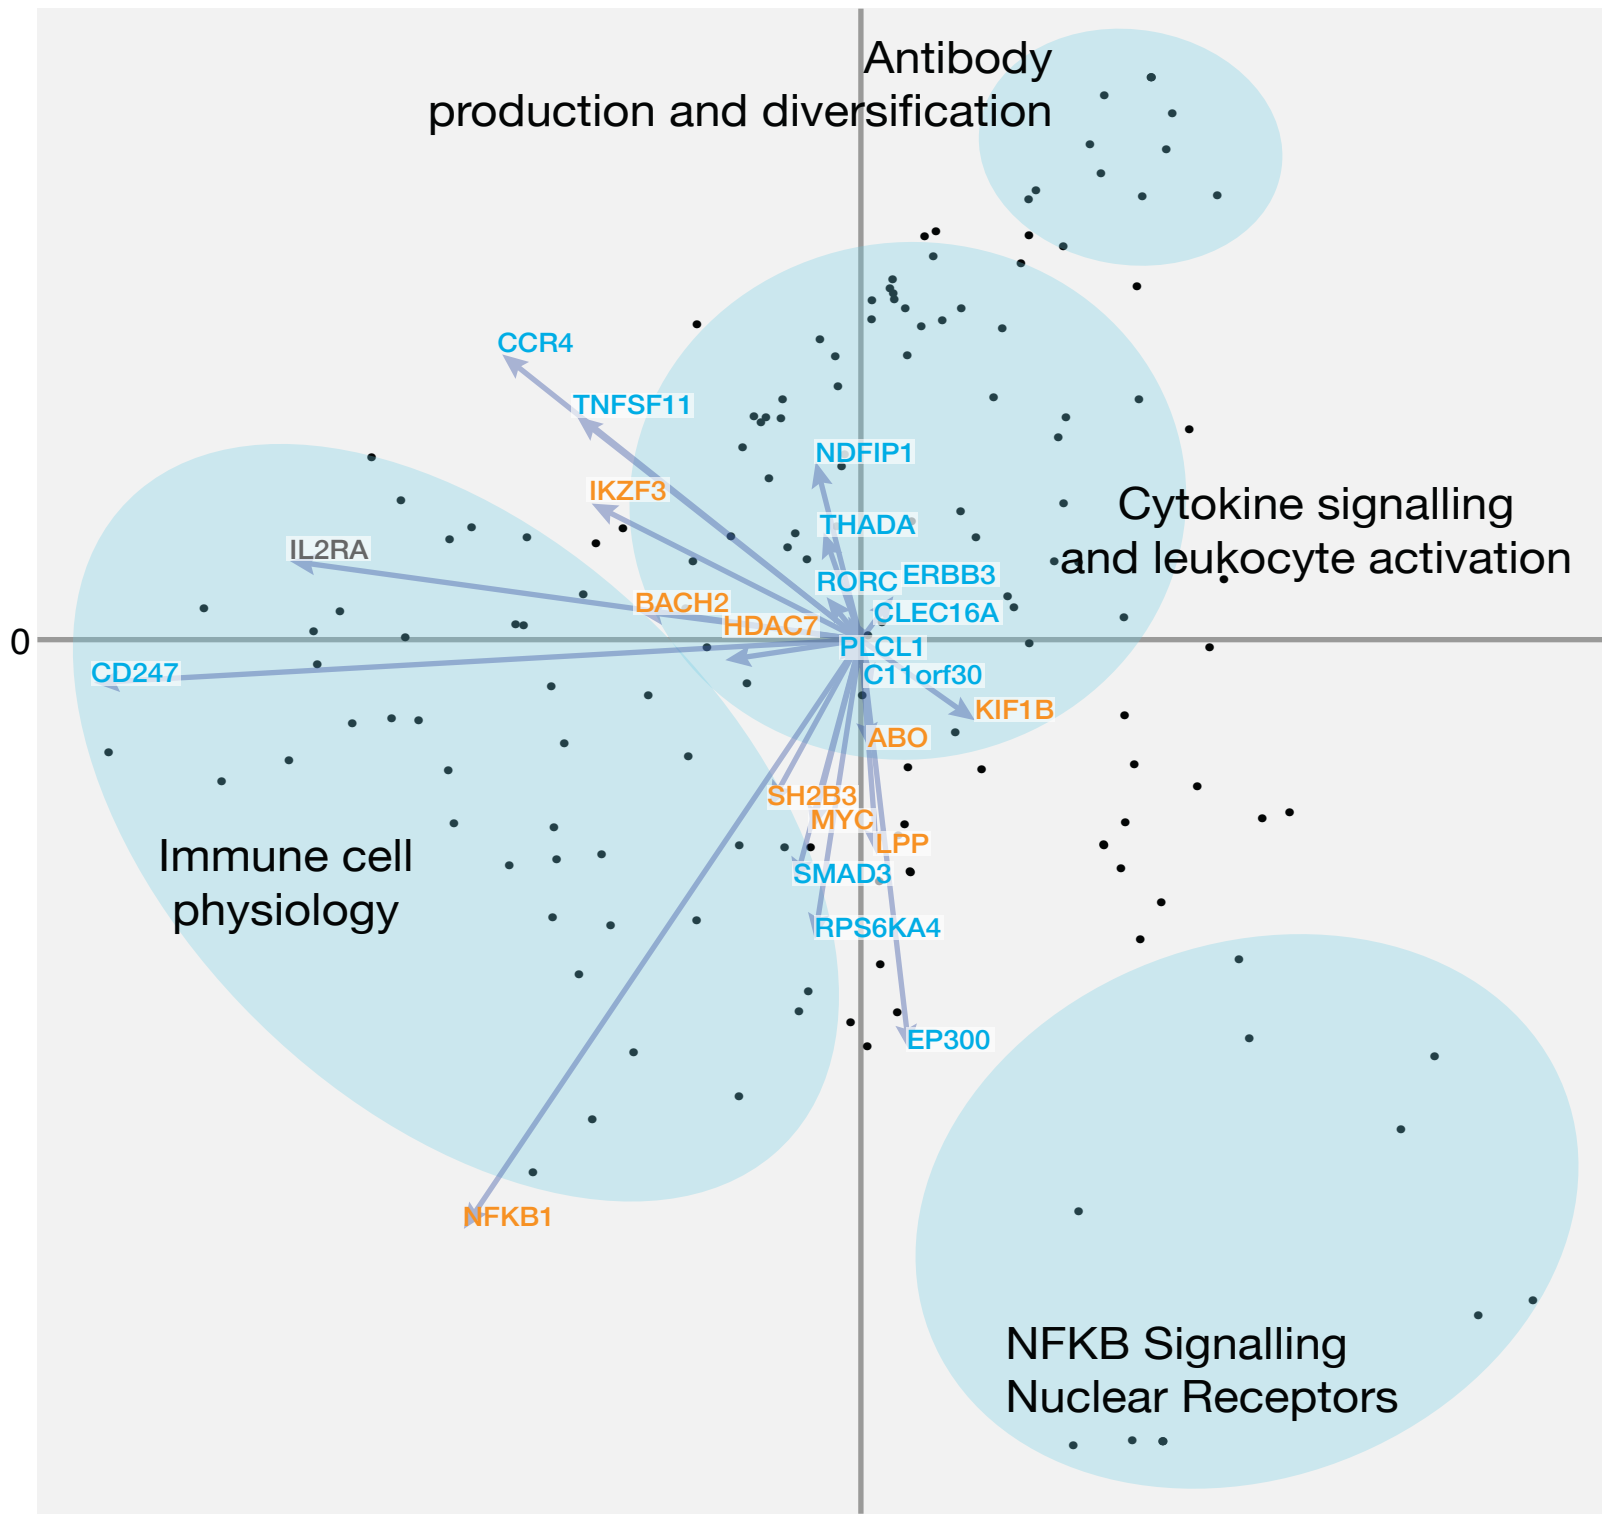 Antibody
production and diversification
CCR4
TNFSF11
NDFIP1
IKZF3
Cytokine signalling
and leukocyte activation
THADA
IL2RA
RORC
ERBB3
BACH2
CLEC16A
HDAC7
0
PLCL1
CD247
C11orf30
KIF1B
ABO
SH2B3
MYC
LPP
Immune cell
physiology
SMAD3
RPS6KA4
EP300
NFKB1
NFKB Signalling
Nuclear Receptors